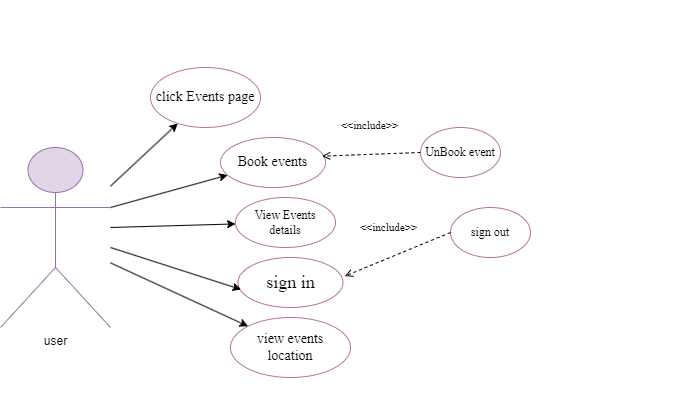 click Events page
<<include>>
Book events
UnBook event
View Events
details
<<include>>
sign out
sign in
view events
location
user